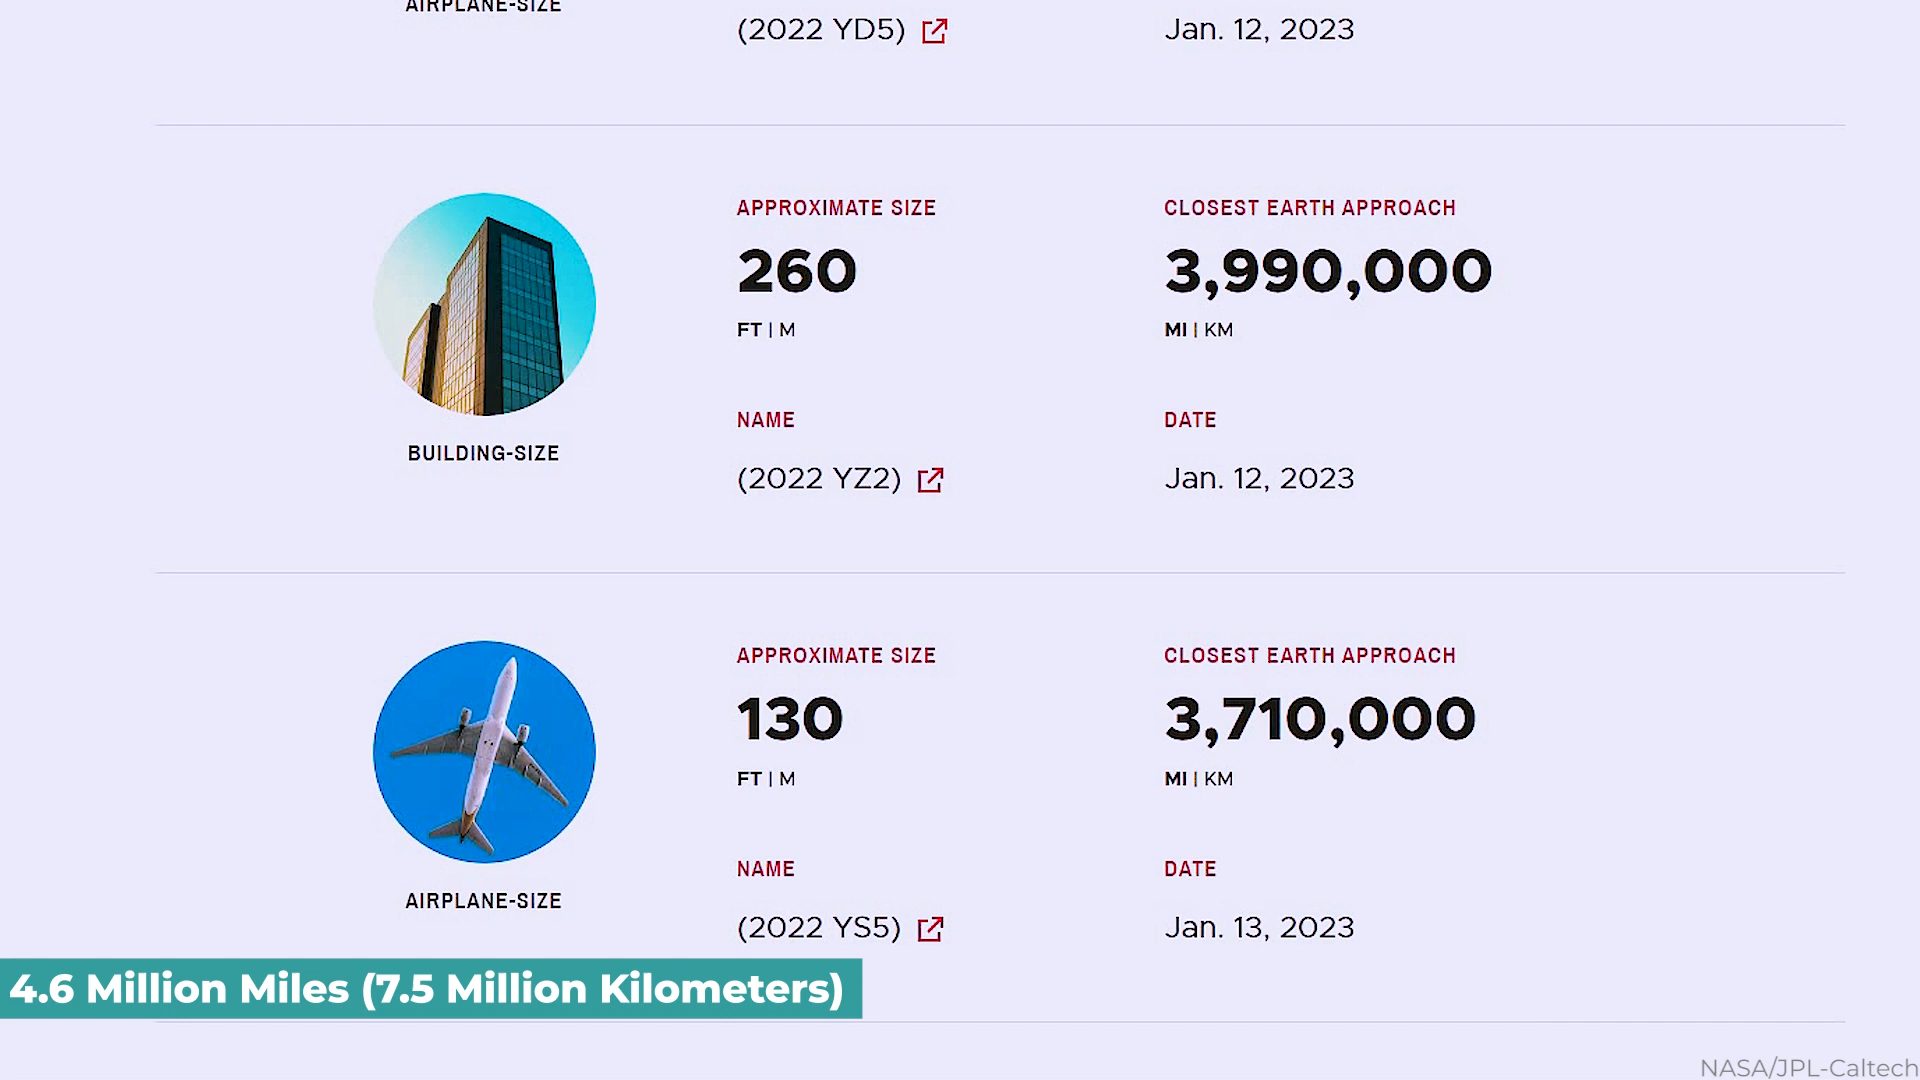 AIRPLANE-SIZE
(2022 YD5)
Jan. 12, 2023
APPROXIMATE SIZE
CLOSEST EARTH APPROACH
260
3,990,000
FT | M
MI | KM
NAME
DATE
BUILDING-SIZE
(2022 YZ2)
Jan. 12, 2023
APPROXIMATE SIZE
CLOSEST EARTH APPROACH
130
3,710,000
FT | M
MI | KM
NAME
DATE
AIRPLANE-SIZE
(2022 YS5)
Jan. 13, 2023
4.6 Million Miles (7.5 Million Kilometers)
NASA/JPL-Caltech